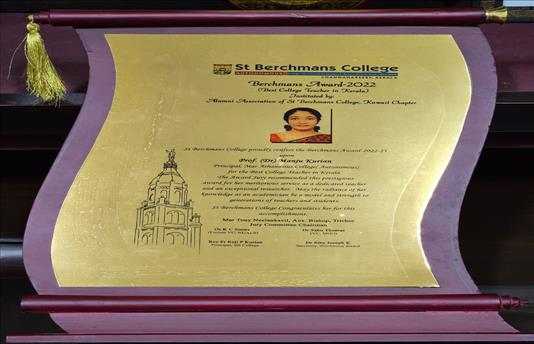 St Berchmans College
AUTONOMOUS
CHANGANASSERY, KERALA
Berchmans Award-2022
(Best College Teacher in Kerala)
Instituted by:
Alumni Association of St Berchmans College, Kuwait Chapter
St Berchmans College proudly confers the Berchmans Award 2022-23
upon
Prof. (Dr) Manju Kurian
Principal, Mar Athanasius College( Autonomous)
for the Best College Teacher in Kerala.
The Award Jury recommended this prestigious
award for her meritorious service as a dedicated teacher
and an exceptional researcher. May the radiance of her
knowledge as an academician be a model and strength to
generations of teachers and students.
St Berchmans College Congratulates her for this
accomplishment.
Mar Tony Neelankavil, Aux. Bishop, Trichur
Jury Committee Chairman
Dr K C Sunny
Dr Sabu Thomas
Rev Fr Reji P Kurian
Principal, SB College
Dr Siby Joseph K
Secretary, Berchmans Award